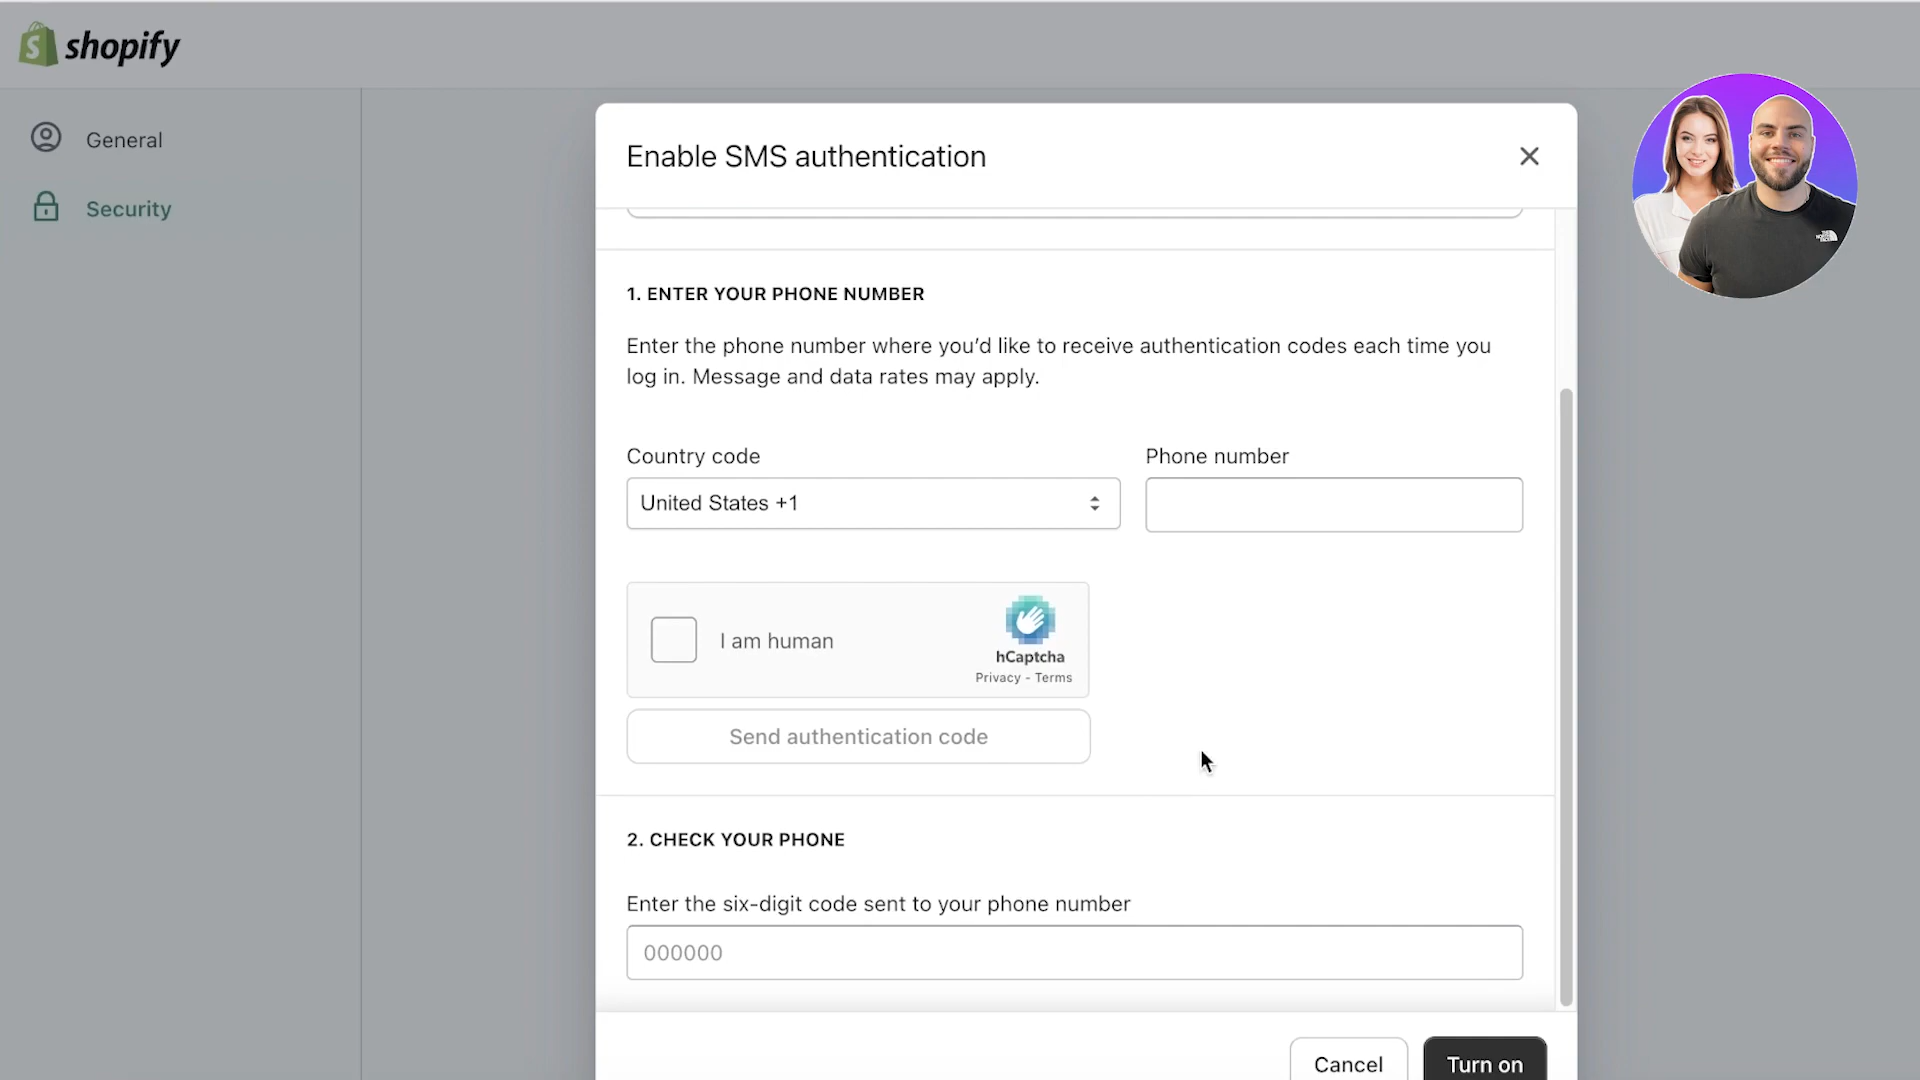 shopify
General
Security
Enable SMS authentication
1. ENTER YOUR PHONE NUMBER
Enter the phone number where you’d like to receive authentication codes each time you
log in. Message and data rates may apply.
Country code
Phone number
United States +1
I am human
hCaptcha
Privacy - Terms
Send authentication code
2. CHECK YOUR PHONE
Enter the six-digit code sent to your phone number
000000
Cancel
Turn on